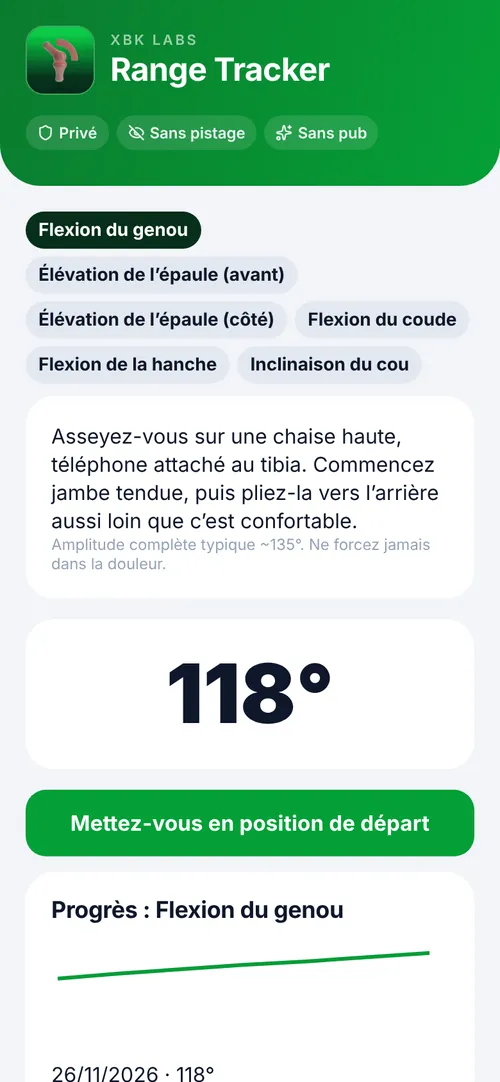 XBK LABS
Range Tracker
Privé
Sans pistage
Sans pub
Flexion du genou
Élévation de l’épaule (avant)
Élévation de l’épaule (côté)
Flexion du coude
Flexion de la hanche
Inclinaison du cou
Asseyez-vous sur une chaise haute,
téléphone attaché au tibia. Commencez
jambe tendue, puis pliez-la vers l’arrière
aussi loin que c’est confortable.
Amplitude complète typique ~135°. Ne forcez jamais
dans la douleur.
118°
Mettez-vous en position de départ
Progrès : Flexion du genou
26/11/2026 · 118°